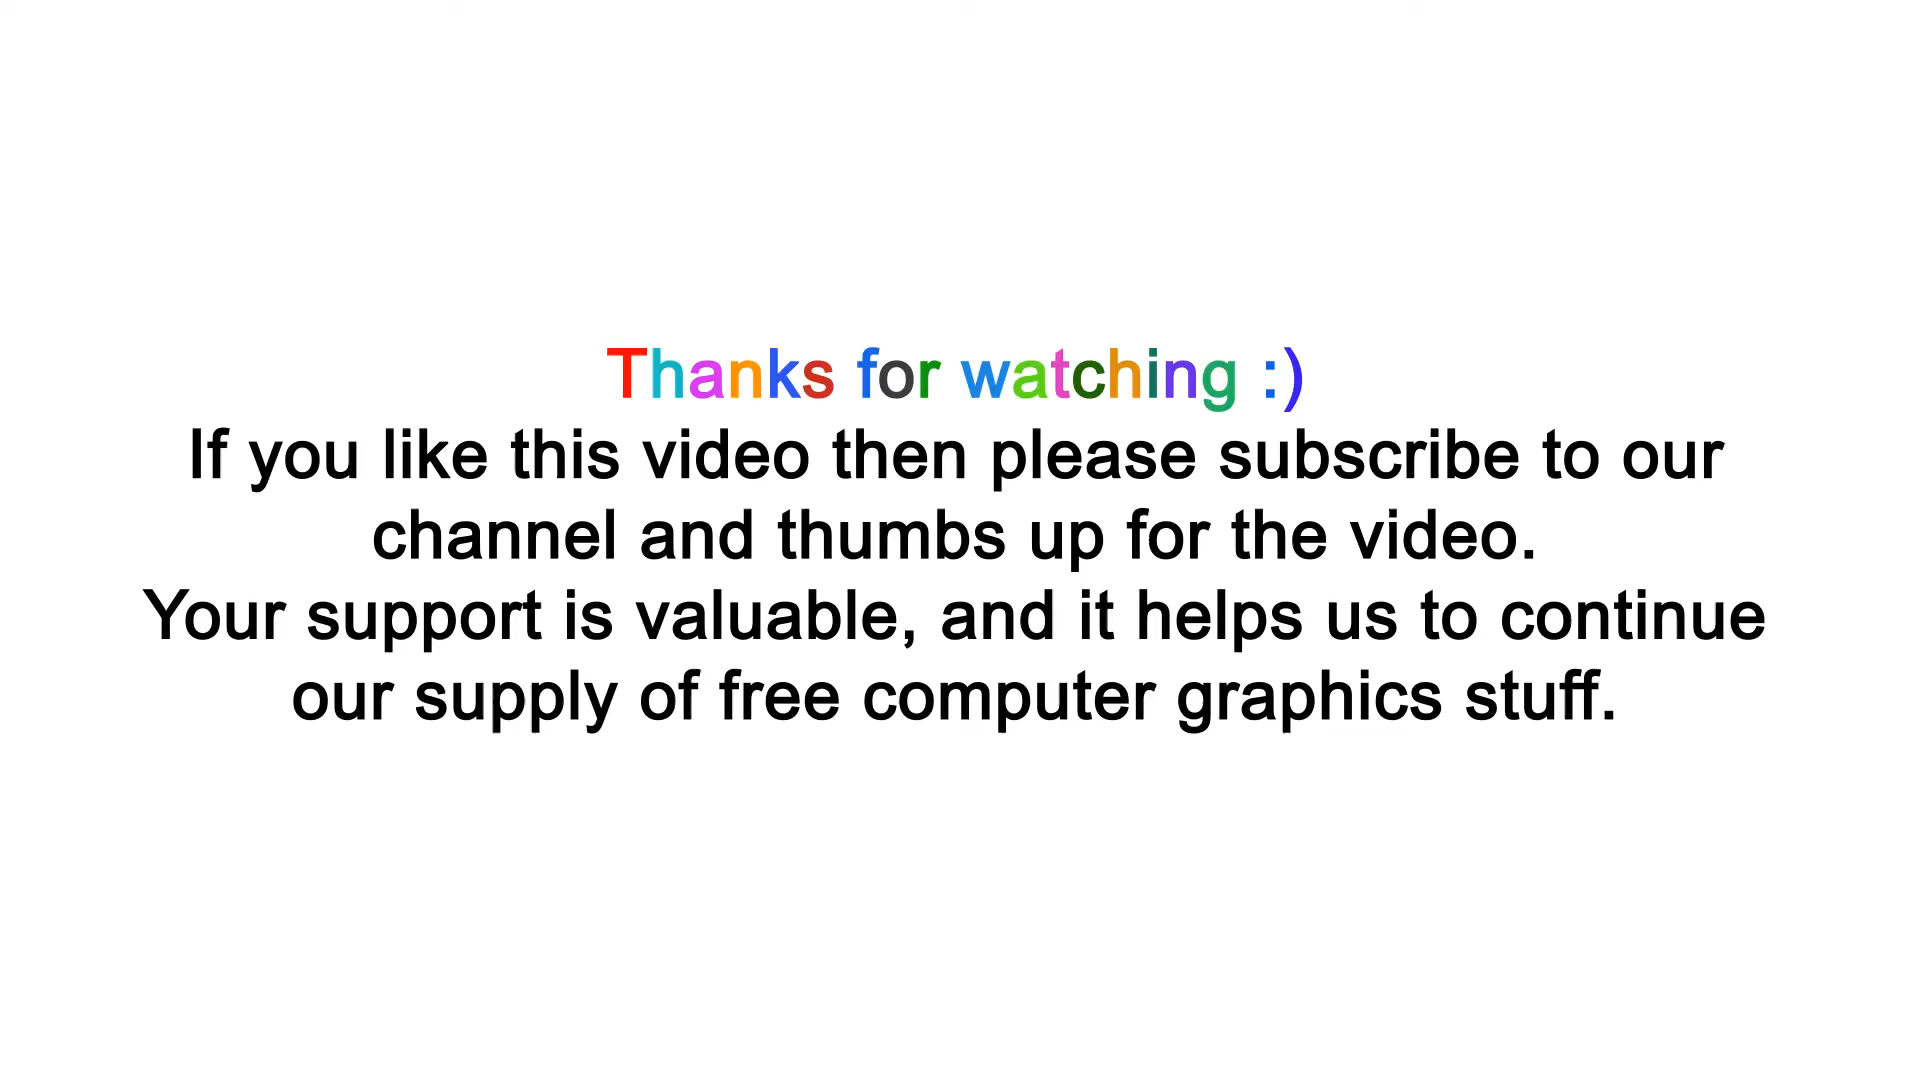 Thanks for watching :)
If you like this video then please subscribe to our
channel and thumbs up for the video.
Your support is valuable, and it helps us to continue
our supply of free computer graphics stuff.